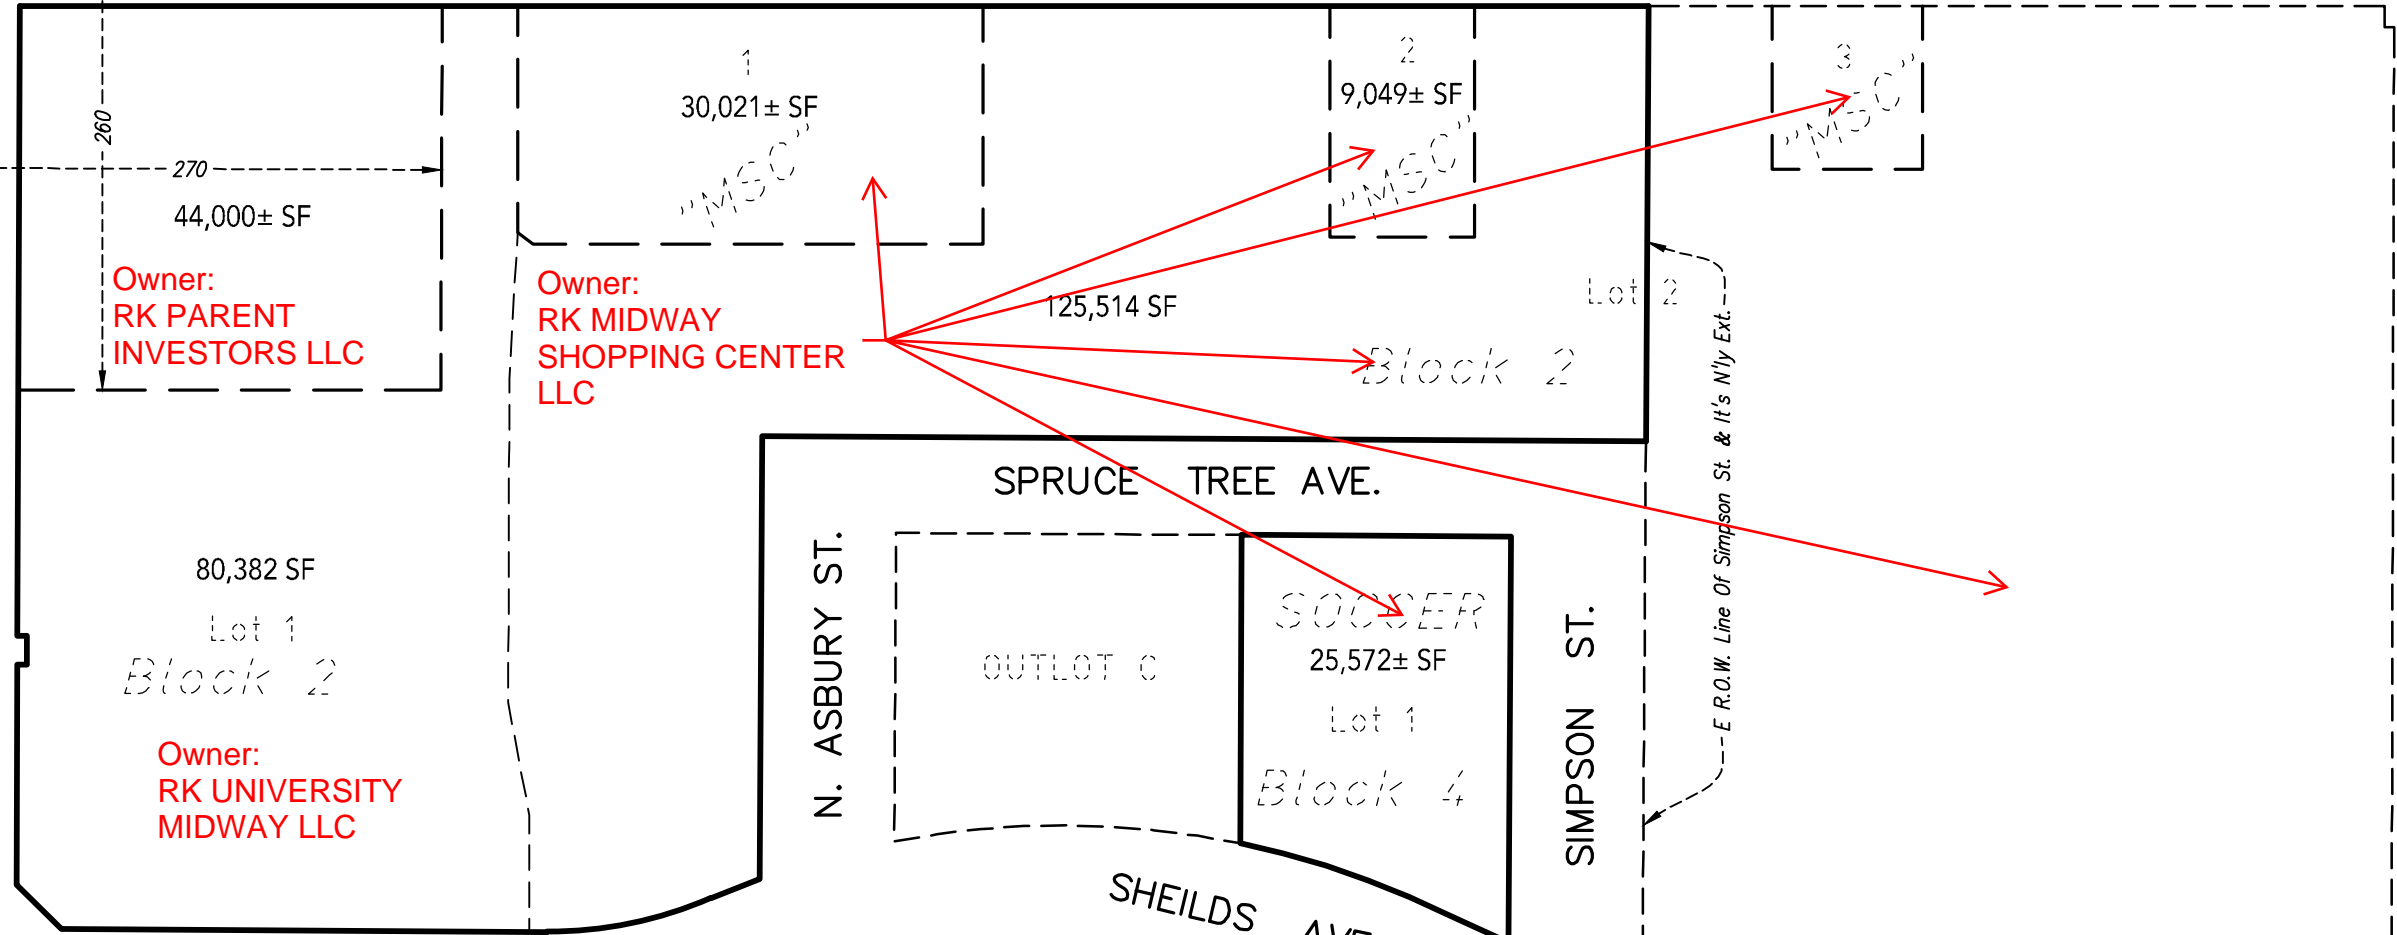 260
270
44,000± SF
Owner:
RK PARENT
INVESTORS LLC
80,382 SF
Lot 1
Block 2
Owner:
RK UNIVERSITY
MIDWAY LLC
1
30,021± SF
"MSC"
Owner:
RK MIDWAY
SHOPPING CENTER
LLC
2
9,049± SF
"MSC"
125,514 SF
Lot 2
Block 2
3
"MSC"
SPRUCE TREE AVE.
N. ASBURY ST.
OUTLOT C
SOCCER
25,572± SF
Lot 1
Block 4
SIMPSON ST.
E R.O.W. Line Of Simpson St. & It's N'ly Ext.
SHEILDS AVE